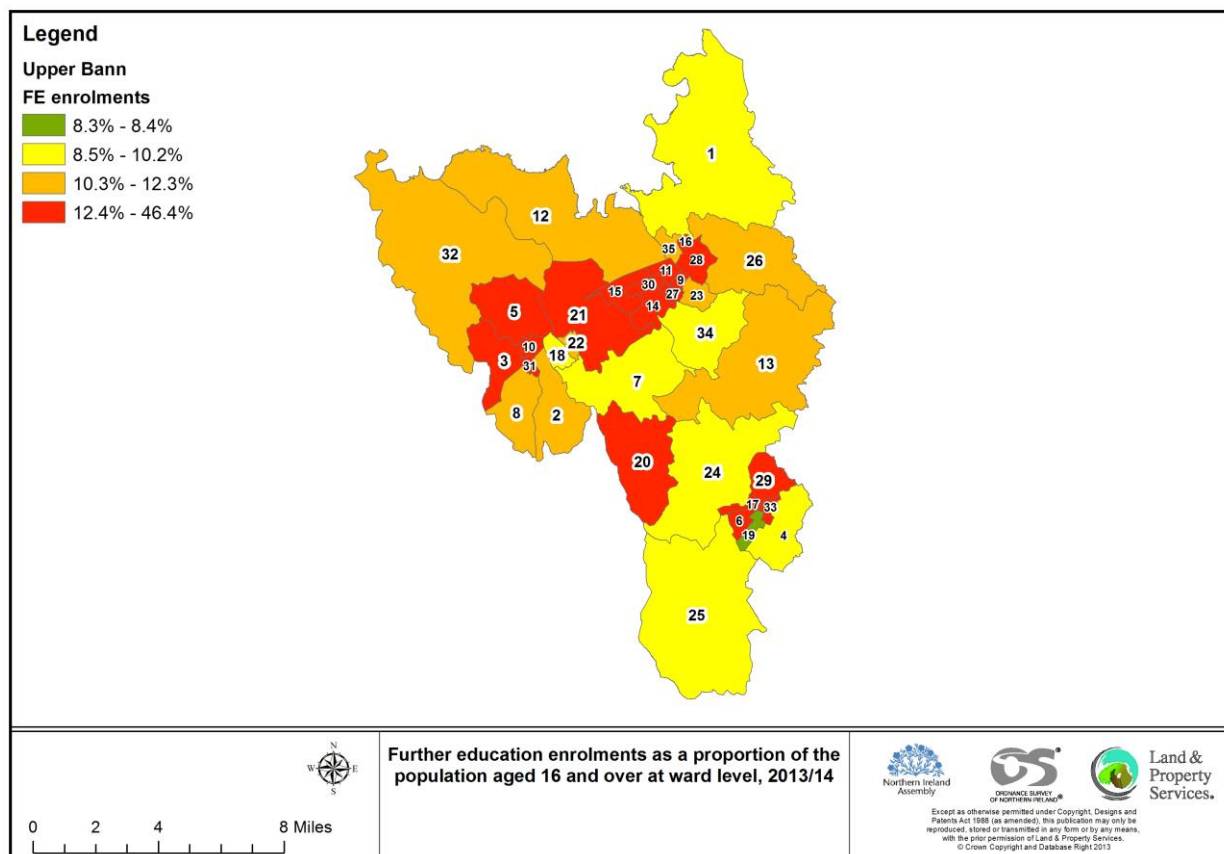 Legend
Upper Bann
FE enrolments
8.3% - 8.4%
8.5% - 10.2%
10.3% - 12.3%
12.4% - 46.4%
1
12
32
35
16
28
26
11
9
30
15
27
23
14
5
21
34
10
22
18
3
31
13
7
8
2
20
24
29
17
33
6
19
4
25
N
W
E
S
0 2 4 8 Miles
Further education enrolments as a proportion of the
population aged 16 and over at ward level, 2013/14
Northern Ireland
Assembly
OS®
ORDNANCE SURVEY
OF NORTHERN IRELAND®
Land &
Property
Services.
Except as otherwise permitted under Copyright, Designs and
Patents Act 1988 (as amended), this publication may only be
reproduced, stored or transmitted in any form or by any means,
with the prior permission of Land & Property Services.
© Crown Copyright and Database Right 2013